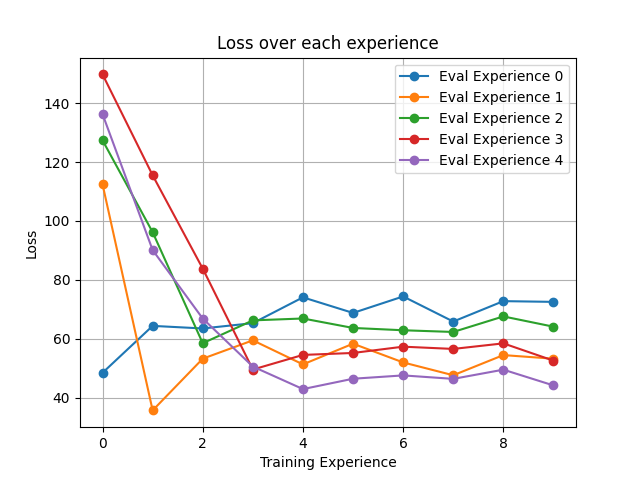 Loss over each experience
Loss
140
120
100
80
60
40
Eval Experience 0
Eval Experience 1
Eval Experience 2
Eval Experience 3
Eval Experience 4
0 2 4 6 8
Training Experience